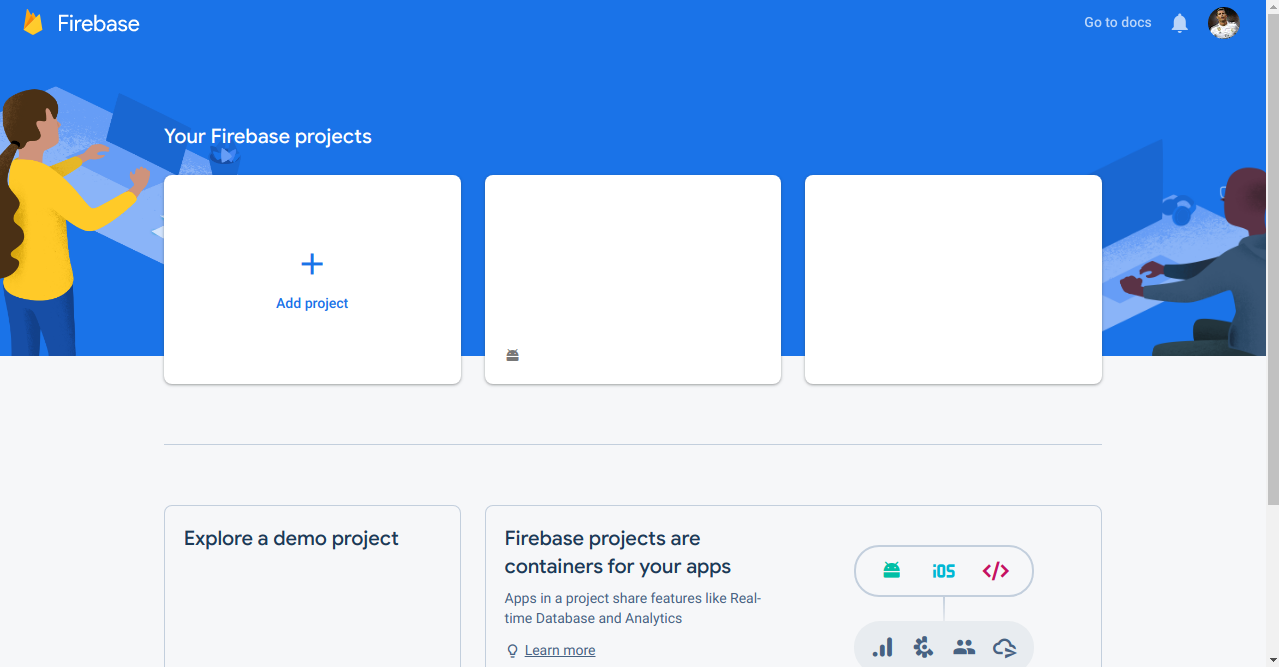 Firebase
Go to docs
Your Firebase projects
Add project
Explore a demo project
Firebase projects are
containers for your apps
Apps in a project share features like Real-
time Database and Analytics
Learn more
iOS